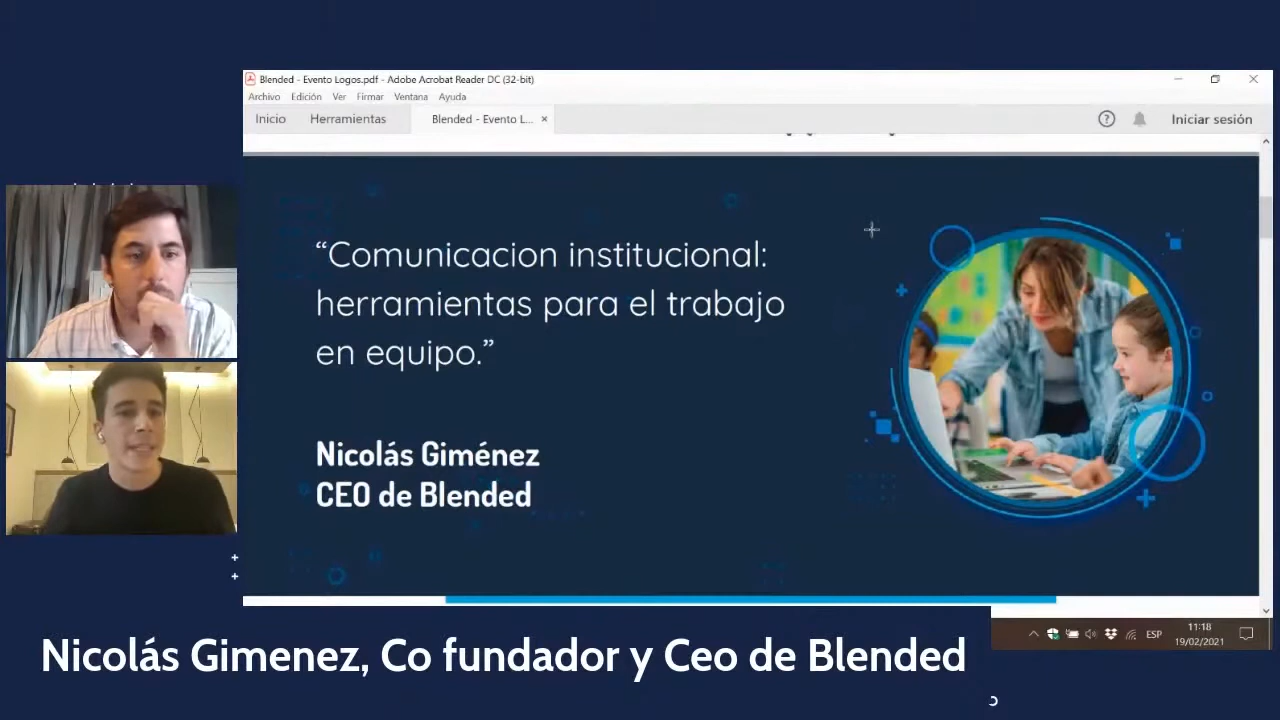 Blended - Evento Logos.pdf - Adobe Acrobat Reader DC (32-bit)
Archivo Edición Ver Firmar Ventana Ayuda
Inicio Herramientas Blended - Evento L... × Iniciar sesión
“Comunicacion institucional:
herramientas para el trabajo
en equipo.”
Nicolás Giménez
CEO de Blended
ESP 11:18
19/02/2021
Nicolás Gimenez, Co fundador y Ceo de Blended